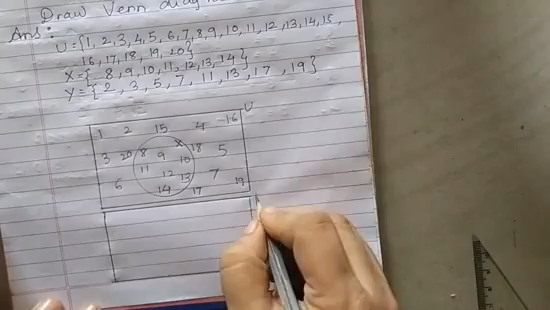 Draw Venn diag
Ans:
U = {1, 2, 3, 4, 5, 6, 7, 8, 9, 10, 11, 12, 13, 14, 15,
16, 17, 18, 19, 20}
X = { 8, 9, 10, 11, 12, 13, 14}
Y = { 2, 3, 5, 7, 11, 13, 17, 19}
U
1 2 15 4 16
3 20 8 9 X 18 5
11 10
6 12 13 7
14 17 19